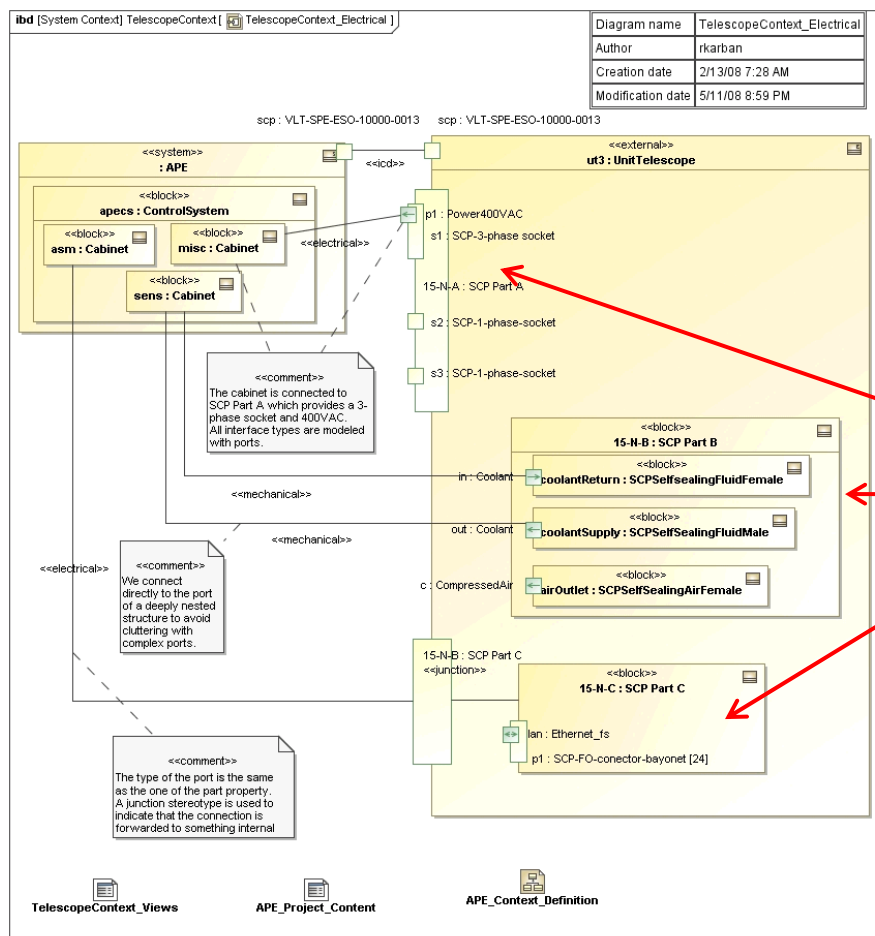 ibd [System Context] TelescopeContext [ TelescopeContext_Electrical ]
Diagram name TelescopeContext_Electrical
Author rkarban
Creation date 2/13/08 7:28 AM
Modification date 5/11/08 8:59 PM
scp : VLT-SPE-ESO-10000-0013 scp : VLT-SPE-ESO-10000-0013
<<system>>
: APE
<<icd>>
<<external>>
ut3 : UnitTelescope
<<block>>
apecs : ControlSystem
<<block>>
asm : Cabinet
<<block>>
misc : Cabinet
<<block>>
sens : Cabinet
<<electrical>>
p1 : Power400VAC
s1 : SCP-3-phase socket
15-N-A : SCP Part A
s2 : SCP-1-phase-socket
s3 : SCP-1-phase-socket
<<comment>>
The cabinet is connected to
SCP Part A which provides a 3-
phase socket and 400VAC.
All interface types are modeled
with ports.
<<block>>
15-N-B : SCP Part B
in : Coolant
<<block>>
coolantReturn : SCPSelfsealingFluidFemale
<<mechanical>>
out : Coolant
<<block>>
coolantSupply : SCPSelfSealingFluidMale
<<mechanical>>
c : CompressedAir
<<block>>
airOutlet : SCPSelfSealingAirFemale
<<electrical>>
<<comment>>
We connect
directly to the port
of a deeply nested
structure to avoid
cluttering with
complex ports.
15-N-B : SCP Part C
<<junction>>
<<block>>
15-N-C : SCP Part C
lan : Ethernet_fs
p1 : SCP-FO-conector-bayonet [24]
<<comment>>
The type of the port is the same
as the one of the part property.
A junction stereotype is used to
indicate that the connection is
forwarded to something internal
TelescopeContext_Views
APE_Project_Content
APE_Context_Definition